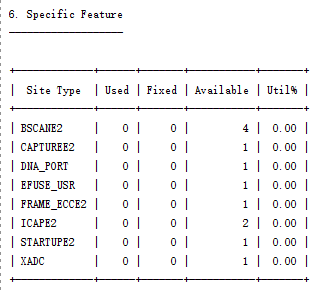 6. Specific Feature
-------------------
+-------------+------+-------+-----------+-------+
| Site Type | Used | Fixed | Available | Util% |
+-------------+------+-------+-----------+-------+
| BSCANE2 | 0 | 0 | 4 | 0.00 |
| CAPTUREE2 | 0 | 0 | 1 | 0.00 |
| DNA_PORT | 0 | 0 | 1 | 0.00 |
| EFUSE_USR | 0 | 0 | 1 | 0.00 |
| FRAME_ECCE2 | 0 | 0 | 1 | 0.00 |
| ICAPE2 | 0 | 0 | 2 | 0.00 |
| STARTUPE2 | 0 | 0 | 1 | 0.00 |
| XADC | 0 | 0 | 1 | 0.00 |
+-------------+------+-------+-----------+-------+